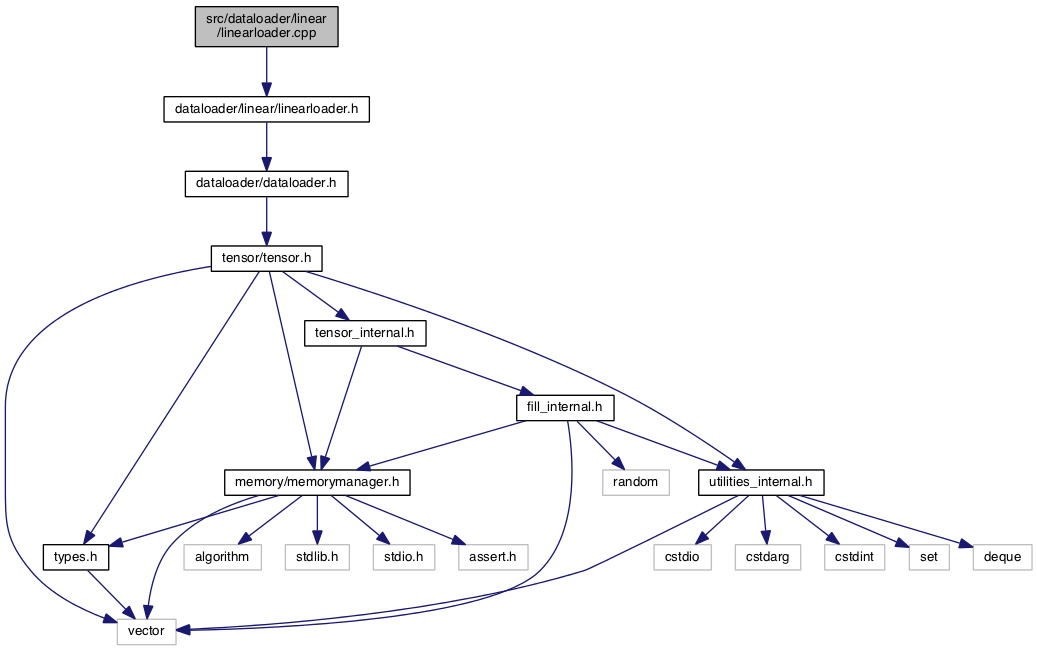 src/dataloader/linear
/linearloader.cpp
dataloader/linear/linearloader.h
dataloader/dataloader.h
tensor/tensor.h
tensor_internal.h
fill_internal.h
memory/memorymanager.h
random
utilities_internal.h
types.h
algorithm
stdlib.h
stdio.h
assert.h
cstdio
cstdarg
cstdint
set
deque
vector